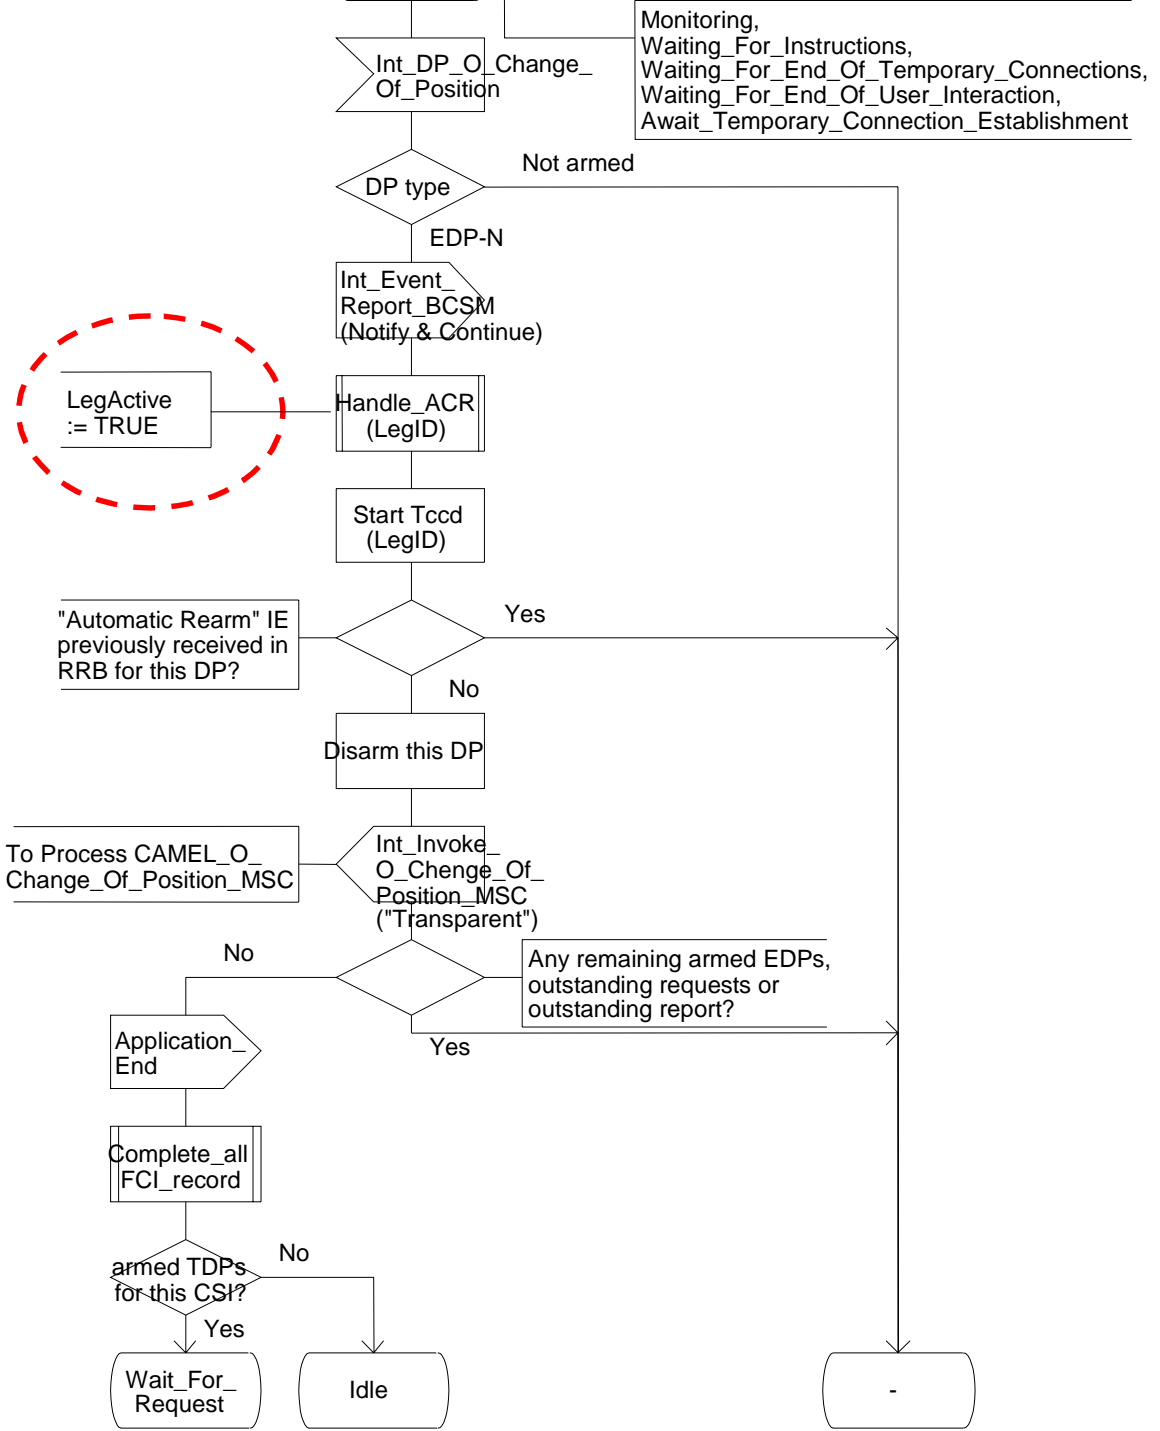 Monitoring,
Waiting_For_Instructions,
Waiting_For_End_Of_Temporary_Connections,
Waiting_For_End_Of_User_Interaction,
Await_Temporary_Connection_Establishment
Int_DP_O_Change_
Of_Position
Not armed
DP type
EDP-N
Int_Event_
Report_BCSM
(Notify & Continue)
LegActive
:= TRUE
Handle_ACR
(LegID)
Start Tccd
(LegID)
"Automatic Rearm" IE
previously received in
RRB for this DP?
Yes
No
Disarm this DP
To Process CAMEL_O_
Change_Of_Position_MSC
Int_Invoke_
O_Chenge_Of_
Position_MSC
("Transparent")
No
Any remaining armed EDPs,
outstanding requests or
outstanding report?
Yes
Application_
End
Complete_all
FCI_record
armed TDPs
for this CSI?
No
Yes
Wait_For_
Request
Idle
-